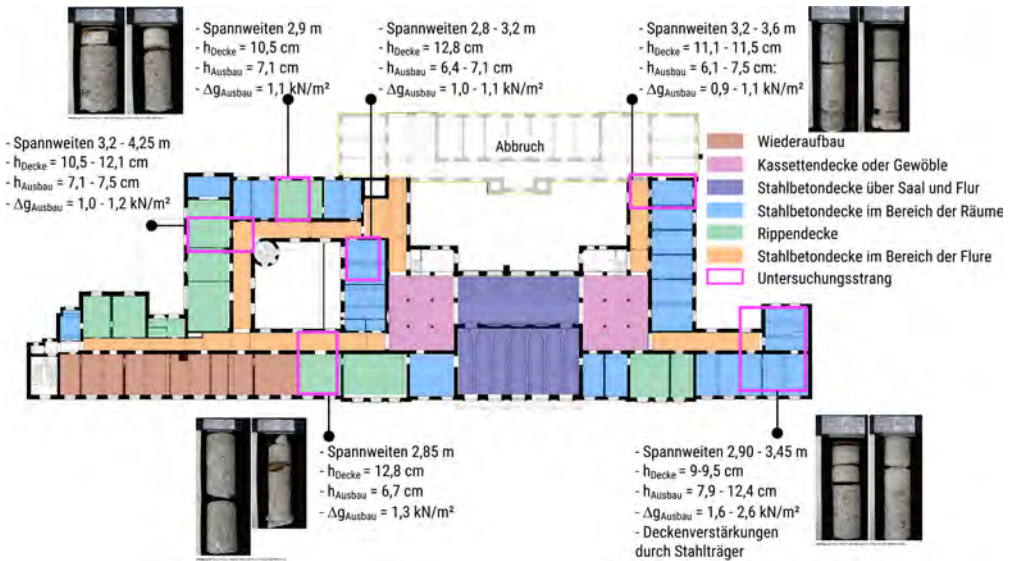 - Spannweiten 2,9 m
- hDecke = 10,5 cm
- hAusbau = 7,1 cm
- ΔgAusbau = 1,1 kN/m²
- Spannweiten 2,8 - 3,2 m
- hDecke = 12,8 cm
- hAusbau = 6,4 - 7,1 cm
- ΔgAusbau = 1,0 - 1,1 kN/m²
- Spannweiten 3,2 - 3,6 m
- hDecke = 11,1 - 11,5 cm
- hAusbau = 6,1 - 7,5 cm:
- ΔgAusbau = 0,9 - 1,1 kN/m²
- Spannweiten 3,2 - 4,25 m
- hDecke = 10,5 - 12,1 cm
- hAusbau = 7,1 - 7,5 cm
- ΔgAusbau = 1,0 - 1,2 kN/m²
Abbruch
Wiederaufbau
Kassettendecke oder Gewöble
Stahlbetondecke über Saal und Flur
Stahlbetondecke im Bereich der Räume
Rippendecke
Stahlbetondecke im Bereich der Flure
Untersuchungsstrang
- Spannweiten 2,85 m
- hDecke = 12,8 cm
- hAusbau = 6,7 cm
- ΔgAusbau = 1,3 kN/m²
- Spannweiten 2,90 - 3,45 m
- hDecke = 9-9,5 cm
- hAusbau = 7,9 - 12,4 cm
- ΔgAusbau = 1,6 - 2,6 kN/m²
- Deckenverstärkungen
durch Stahlträger